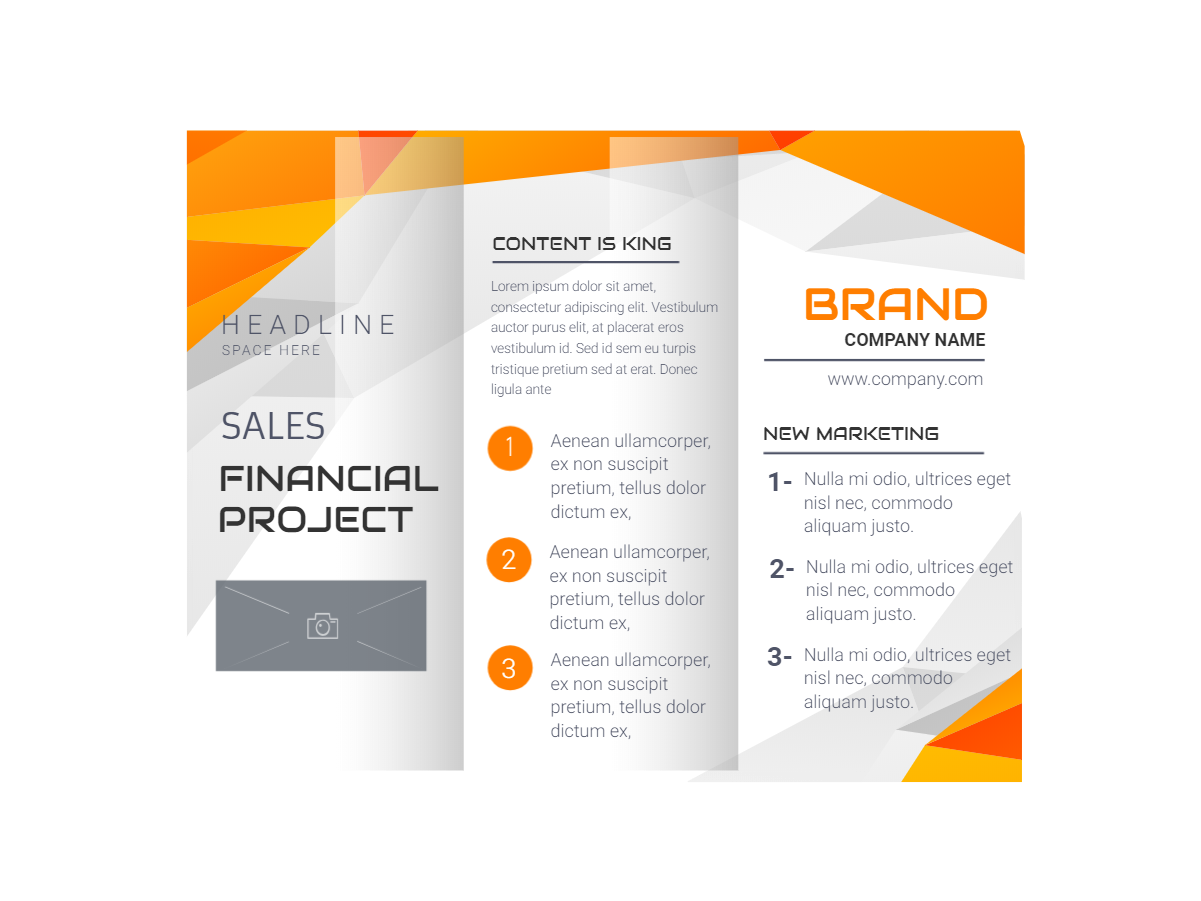 HEADLINE
SPACE HERE
SALES
FINANCIAL
PROJECT
CONTENT IS KING
Lorem ipsum dolor sit amet,
consectetur adipiscing elit. Vestibulum
auctor purus elit, at placerat eros
vestibulum id. Sed id sem eu turpis
tristique pretium sed at erat. Donec
ligula ante
1
Aenean ullamcorper,
ex non suscipit
pretium, tellus dolor
dictum ex,
2
Aenean ullamcorper,
ex non suscipit
pretium, tellus dolor
dictum ex,
3
Aenean ullamcorper,
ex non suscipit
pretium, tellus dolor
dictum ex,
BRAND
COMPANY NAME
www.company.com
NEW MARKETING
1- Nulla mi odio, ultrices eget
nisl nec, commodo
aliquam justo.
2- Nulla mi odio, ultrices eget
nisl nec, commodo
aliquam justo.
3- Nulla mi odio, ultrices eget
nisl nec, commodo
aliquam justo.